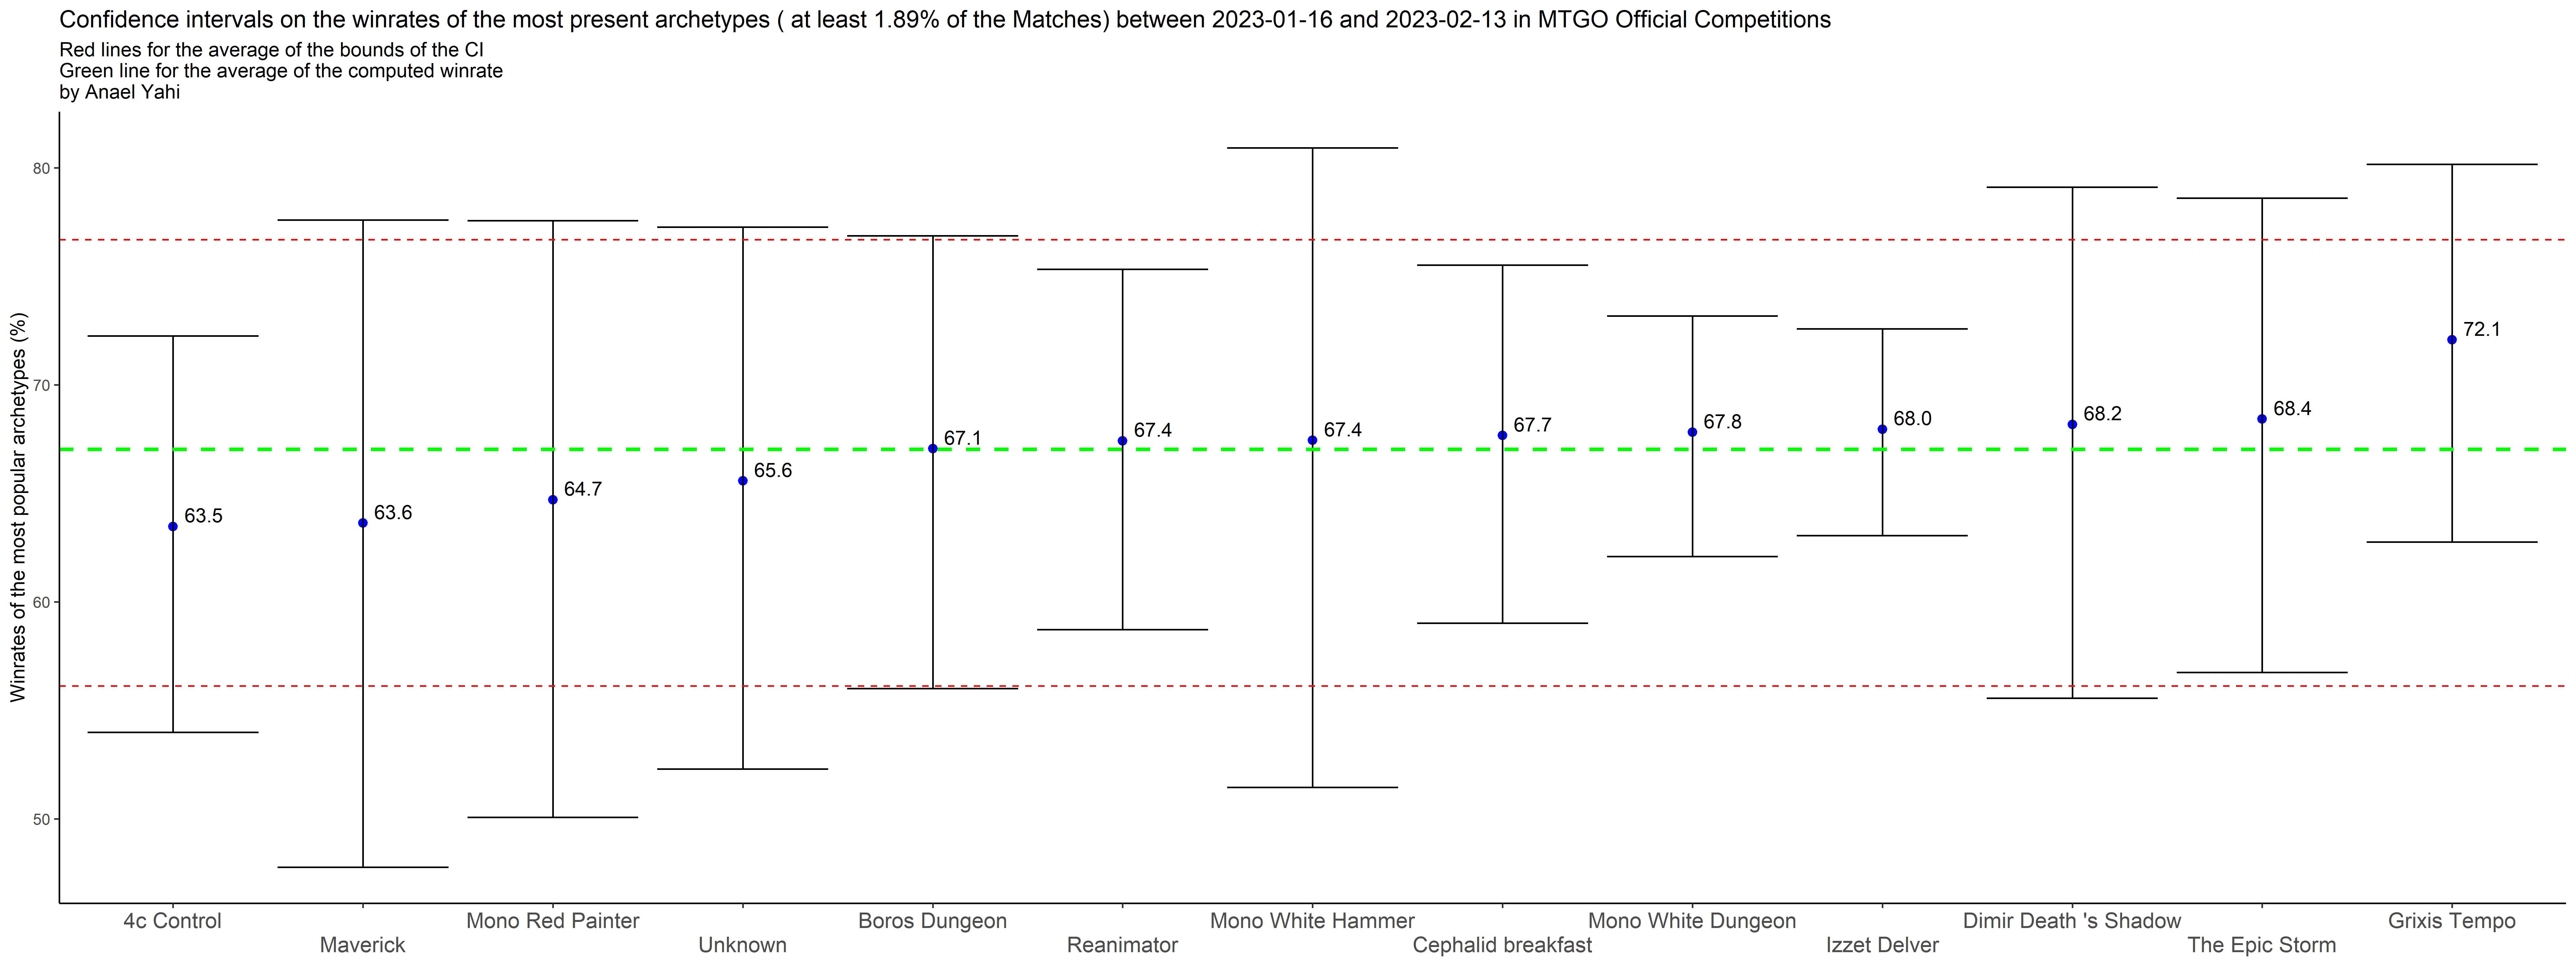 Confidence intervals on the winrates of the most present archetypes ( at least 1.89% of the Matches) between 2023-01-16 and 2023-02-13 in MTGO Official Competitions
Red lines for the average of the bounds of the CI
Green line for the average of the computed winrate
by Anael Yahi
Winrates of the most popular archetypes (%)
80
70
60
50
63.5
63.6
64.7
65.6
67.1
67.4
67.4
67.7
67.8
68.0
68.2
68.4
72.1
4c Control
Maverick
Mono Red Painter
Unknown
Boros Dungeon
Reanimator
Mono White Hammer
Cephalid breakfast
Mono White Dungeon
Izzet Delver
Dimir Death 's Shadow
The Epic Storm
Grixis Tempo